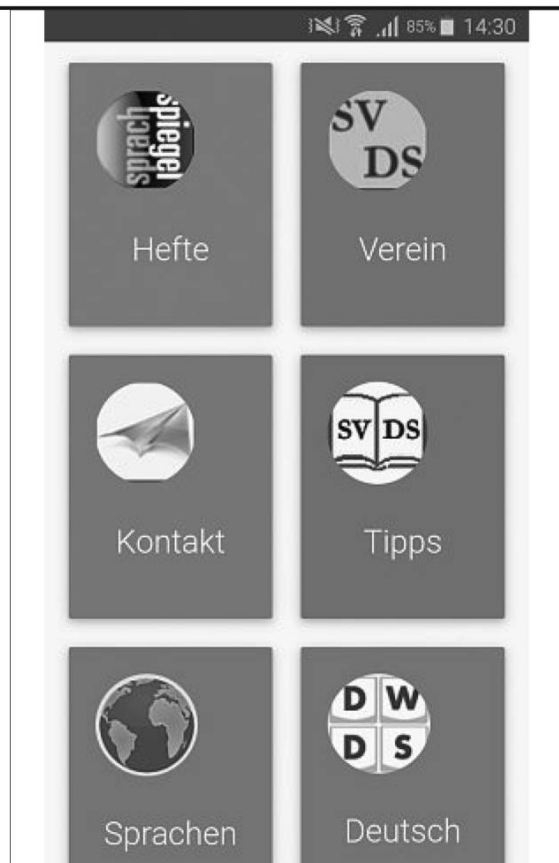 85% 14:30
sprach
spiegel
SV
DS
Hefte
Verein
SV DS
Kontakt
Tipps
D W
D S
Sprachen
Deutsch